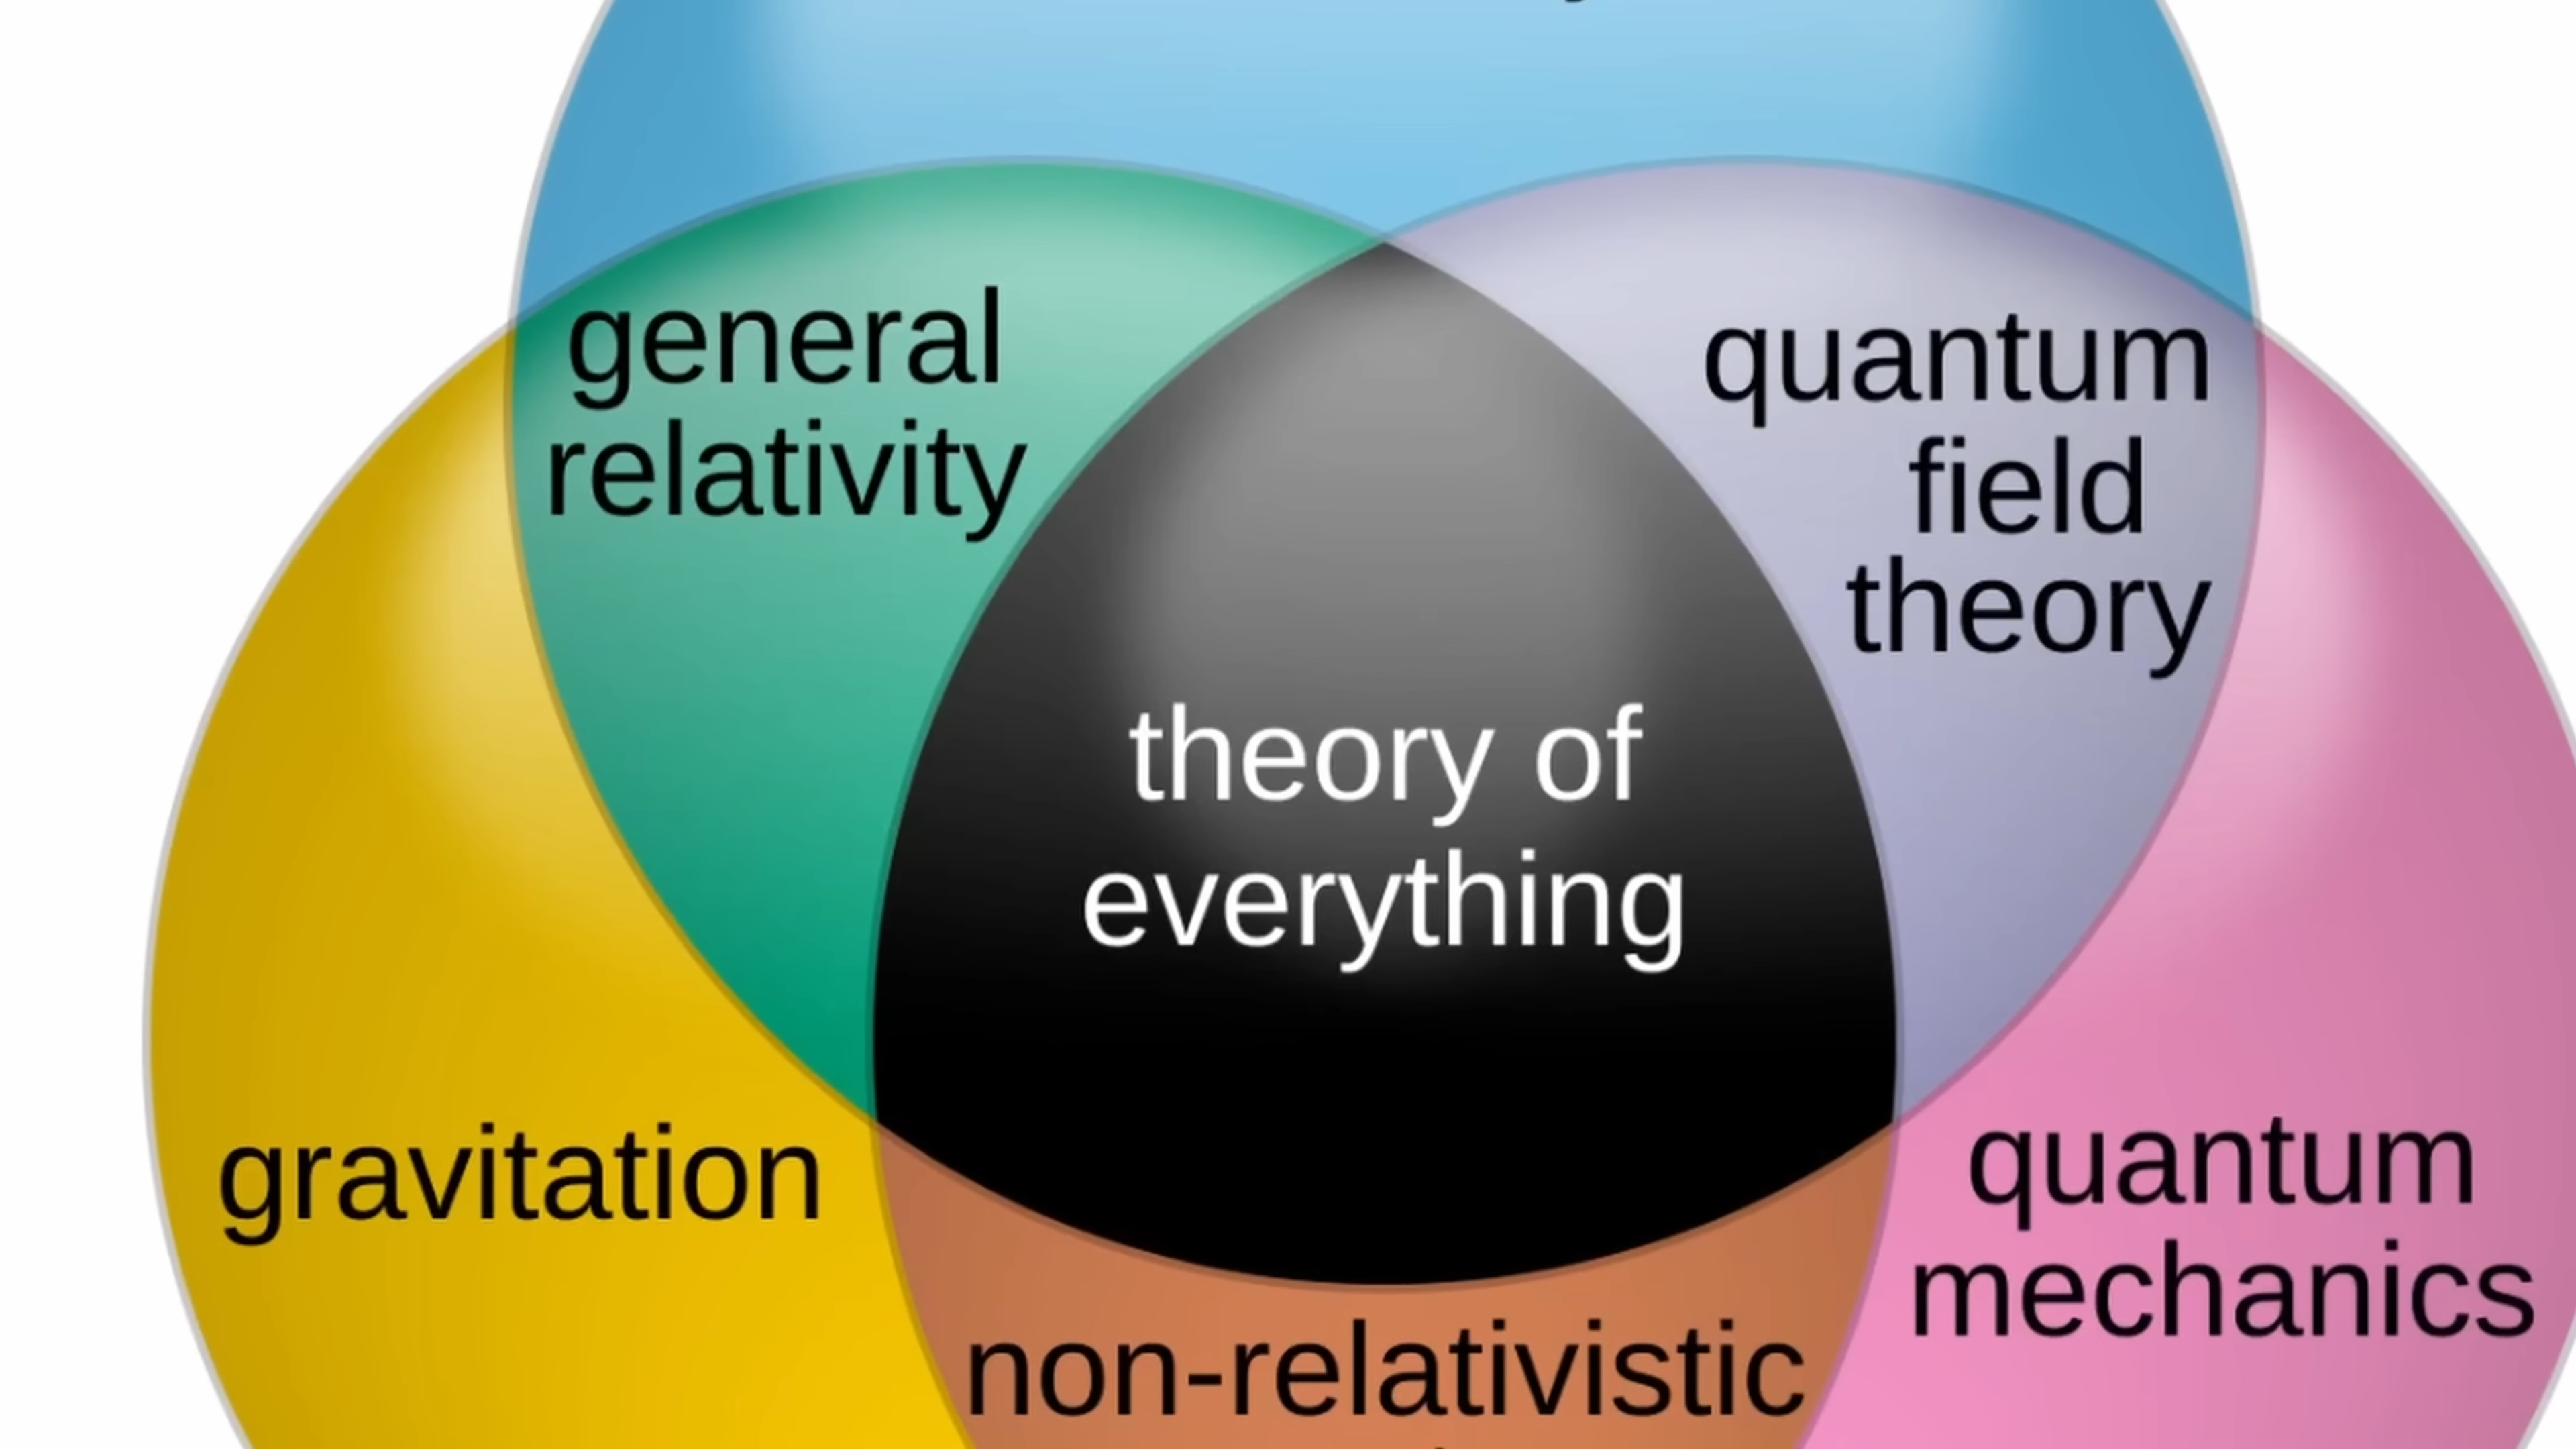 general
relativity
quantum
field
theory
theory of
everything
gravitation
quantum
mechanics
non-relativistic